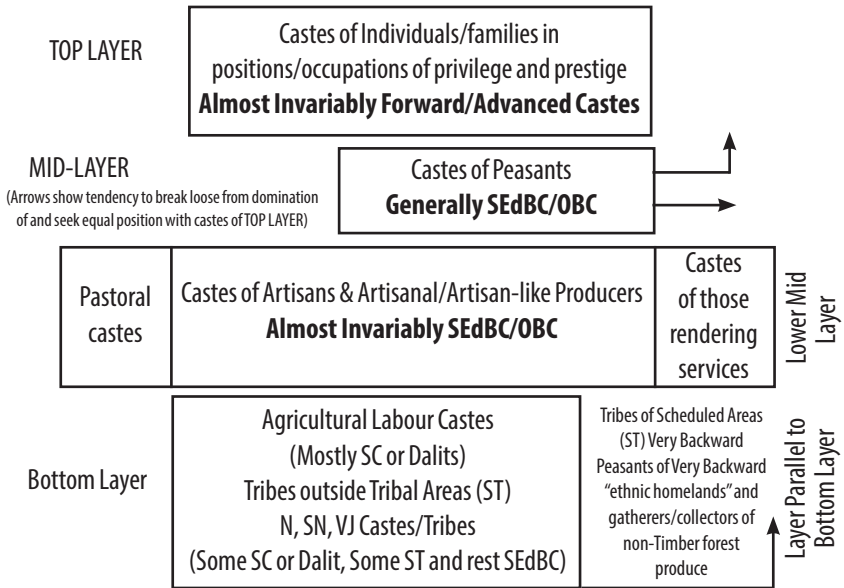 TOP LAYER
Castes of Individuals/families in
positions/occupations of privilege and prestige
Almost Invariably Forward/Advanced Castes
MID-LAYER
(Arrows show tendency to break loose from domination
of and seek equal position with castes of TOP LAYER)
Castes of Peasants
Generally SEdBC/OBC
Pastoral
castes
Castes of Artisans & Artisanal/Artisan-like Producers
Almost Invariably SEdBC/OBC
Castes
of those
rendering
services
Lower Mid
Layer
Bottom Layer
Agricultural Labour Castes
(Mostly SC or Dalits)
Tribes outside Tribal Areas (ST)
N, SN, VJ Castes/Tribes
(Some SC or Dalit, Some ST and rest SEdBC)
Tribes of Scheduled Areas
(ST) Very Backward
Peasants of Very Backward
“ethnic homelands” and
gatherers/collectors of
non-Timber forest
produce
Layer Parallel to
Bottom Layer